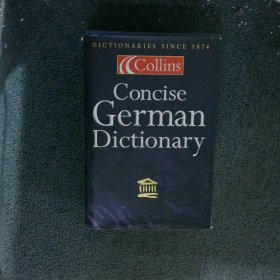 DICTIONARIES SINCE 1874
Collins
Concise
German
Dictionary